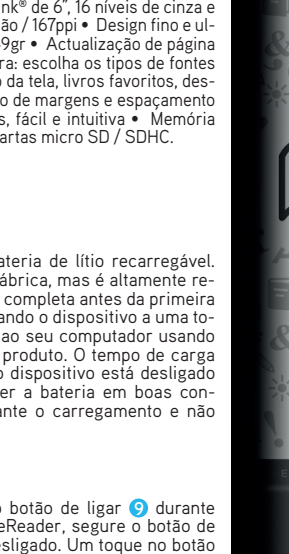 nk® de 6”, 16 níveis de cinza e
ão / 167ppi • Design fino e ul-
9gr • Actualização de página
ra: escolha os tipos de fontes
o da tela, livros favoritos, des-
o de margens e espaçamento
s, fácil e intuitiva • Memória
artas micro SD / SDHC.
ateria de lítio recarregável.
ábrica, mas é altamente re-
completa antes da primeira
ando o dispositivo a uma to-
ao seu computador usando
produto. O tempo de carga
o dispositivo está desligado
er a bateria em boas con-
ante o carregamento e não
o botão de ligar 9 durante
eReader, segure o botão de
esligado. Um toque no botão